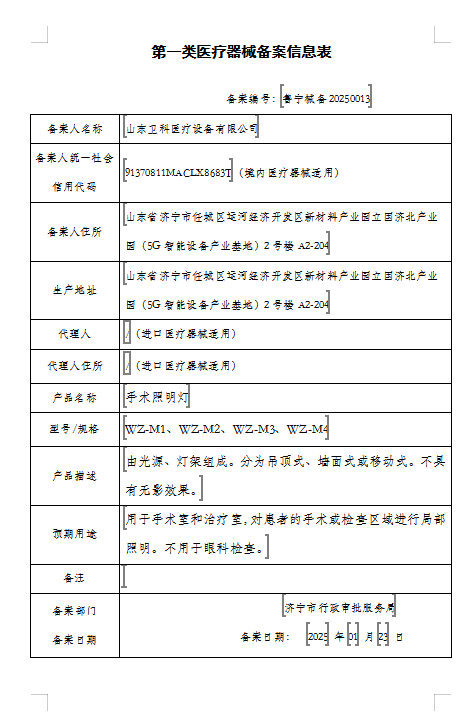 第一类医疗器械备案信息表
备案编号：鲁宁械备20250013
备案人名称
山东卫科医疗设备有限公司
备案人统一社会
信用代码
91370811MACLX8683T（境内医疗器械适用）
备案人住所
山东省济宁市任城区运河经济开发区新材料产业园立国济北产业
园（5G智能设备产业基地）2号楼A2-204
生产地址
山东省济宁市任城区运河经济开发区新材料产业园立国济北产业
园（5G智能设备产业基地）2号楼A2-204
代理人
/（进口医疗器械适用）
代理人住所
/（进口医疗器械适用）
产品名称
手术照明灯
型号/规格
WZ-M1、WZ-M2、WZ-M3、WZ-M4
产品描述
由光源、灯架组成。分为吊顶式、墙面式或移动式。不具
有无影效果。
预期用途
用于手术室和治疗室，对患者的手术或检查区域进行局部
照明。不用于眼科检查。
备注
备案部门
备案日期
济宁市行政审批服务局
备案日期： 2025 年 01 月 23 日